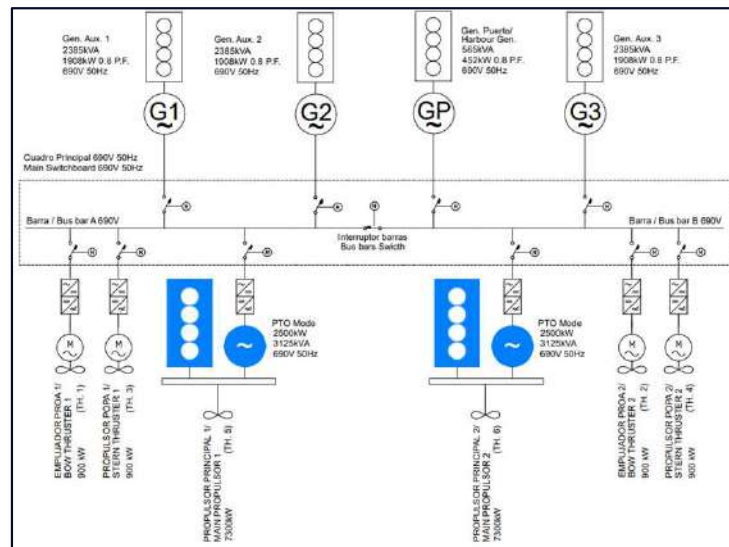 Gen. Aux. 1
2385kVA
1908kW 0.8 P.F.
690V 50Hz
Gen. Aux. 2
2385kVA
1908kW 0.8 P.F.
690V 50Hz
Gen. Puerto/
Harbour Gen.
565kVA
452kW 0.8 P.F.
690V 50Hz
Gen. Aux. 3
2385kVA
1908kW 0.8 P.F.
690V 50Hz
G1
G2
GP
G3
Cuadro Principal 690V 50Hz
Main Switchboard 690V 50Hz
Barra / Bus bar A 690V
Interruptor barras
Bus bars Swicth
Barra / Bus bar B 690V
PTO Mode
2500kW
3125kVA
690V 50Hz
PTO Mode
2500kW
3125kVA
690V 50Hz
M
M
M
M
EMPUJADOR PROA 1/
BOW THRUSTER 1 (TH. 1)
900 kW
PROPULSOR POPA 1/
STERN THRUSTER 1 (TH. 3)
900 kW
PROPULSOR PRINCIPAL 1/
MAIN PROPULSOR 1 (TH. 5)
7300kW
PROPULSOR PRINCIPAL 2/
MAIN PROPULSOR 2 (TH. 6)
7300kW
EMPUJADOR PROA 2/
BOW THRUSTER 2 (TH. 2)
900 kW
PROPULSOR POPA 2/
STERN THRUSTER 2 (TH. 4)
900 kW